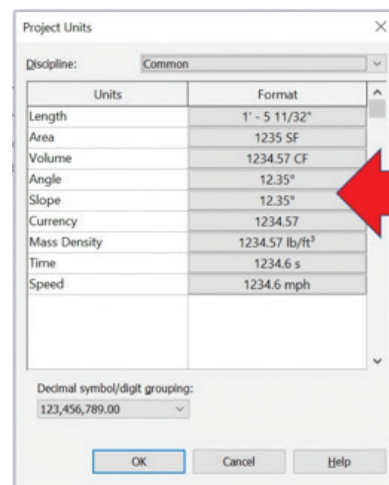 Project Units
Discipline: Common
Units Format
Length 1' - 5 11/32"
Area 1235 SF
Volume 1234.57 CF
Angle 12.35°
Slope 12.35°
Currency 1234.57
Mass Density 1234.57 lb/ft³
Time 1234.6 s
Speed 1234.6 mph
Decimal symbol/digit grouping:
123,456,789.00
OK Cancel Help